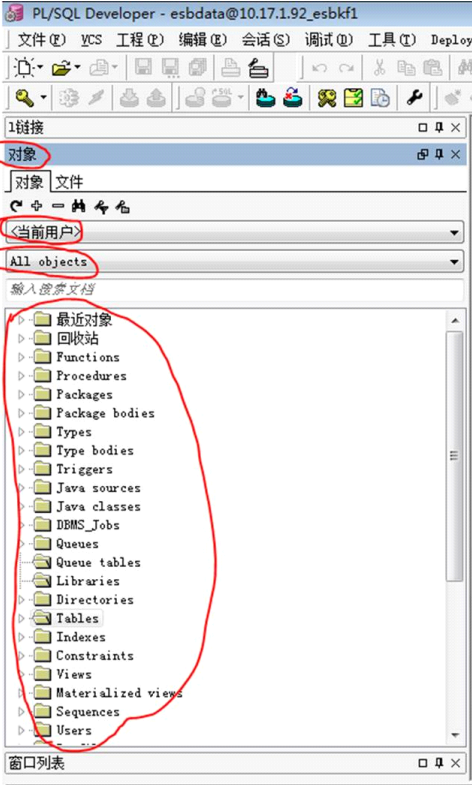 PL/SQL Developer - esbdata@10.17.1.92_esbkf1
文件(F) VCS 工程(P) 编辑(E) 会话(S) 调试(D) 工具(T) Deploy
SQL
1链接
对象
对象 文件
<当前用户>
All objects
输入搜索文档
最近对象
回收站
Functions
Procedures
Packages
Package bodies
Types
Type bodies
Triggers
Java sources
Java classes
DBMS_Jobs
Queues
Queue tables
Libraries
Directories
Tables
Indexes
Constraints
Views
Materialized views
Sequences
Users
窗口列表